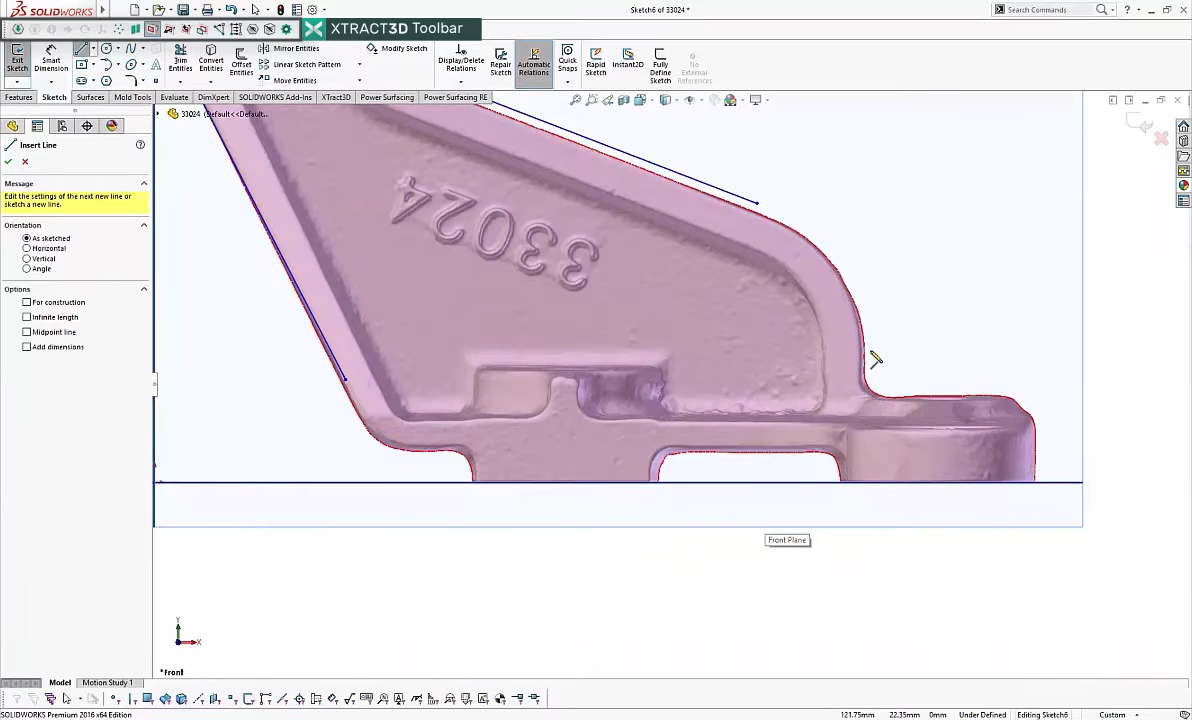 SOLIDWORKS
Sketch6 of 33024 *
Search Commands
XTRACT3D Toolbar
Exit Sketch
Smart Dimension
Trim Entities
Convert Entities
Offset Entities
Mirror Entities
Linear Sketch Pattern
Move Entities
Modify Sketch
Display/Delete Relations
Repair Sketch
Automatic Relations
Quick Snaps
Rapid Sketch
Instant2D
Fully Define Sketch
No External References
Features
Sketch
Surfaces
Mold Tools
Evaluate
DimXpert
SOLIDWORKS Add-Ins
XTract3D
Power Surfacing
Power Surfacing RE
33024 (Default<<Default...
Insert Line
Message
Edit the settings of the next new line or
sketch a new line.
Orientation
As sketched
Horizontal
Vertical
Angle
Options
For construction
Infinite length
Midpoint line
Add dimensions
33024
Front Plane
Y
X
*Front
Model
Motion Study 1
SOLIDWORKS Premium 2016 x64 Edition
121.75mm
22.35mm
0mm
Under Defined
Editing Sketch6
Custom